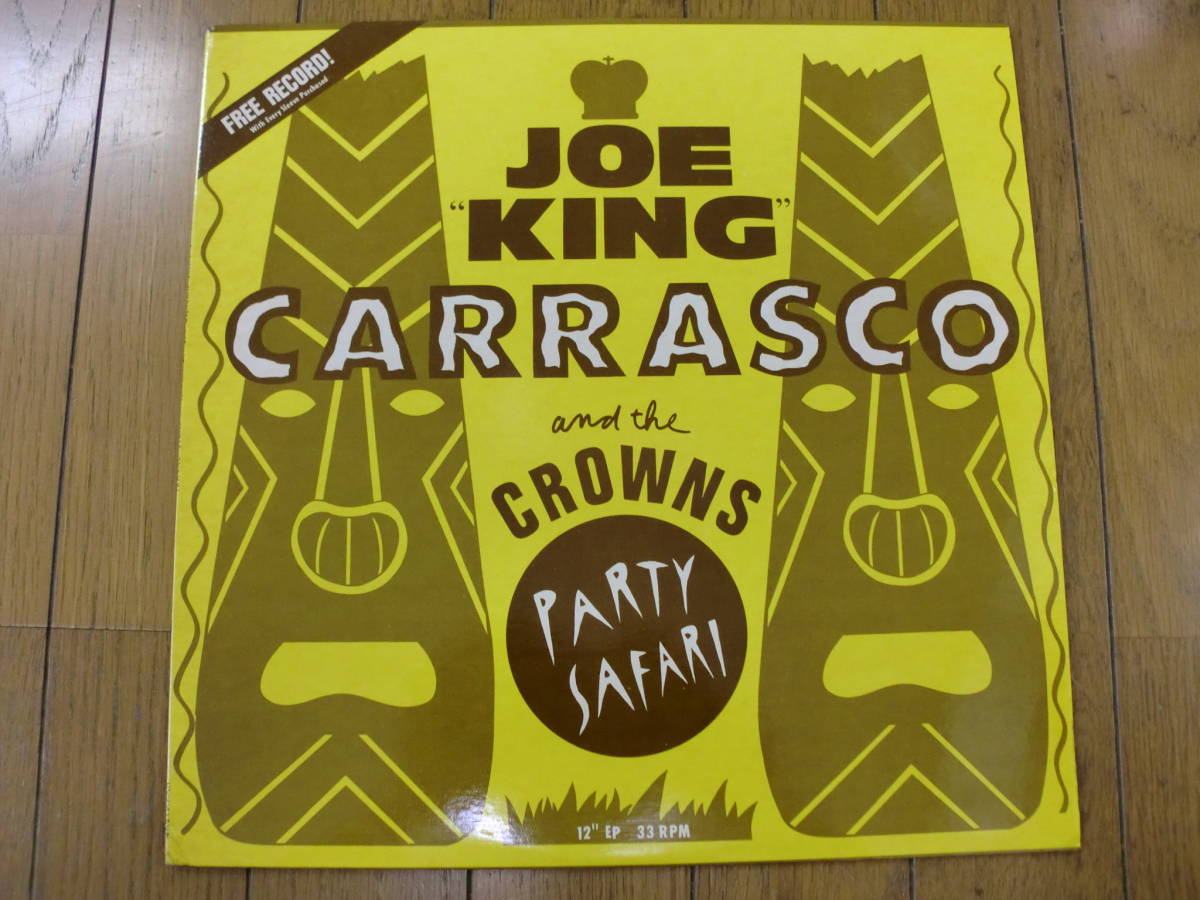 FREE RECORD!
With Every Sleeve Purchased
JOE
"KING"
CARRASCO
and the
CROWNS
PARTY
SAFARI
12" EP 33 RPM